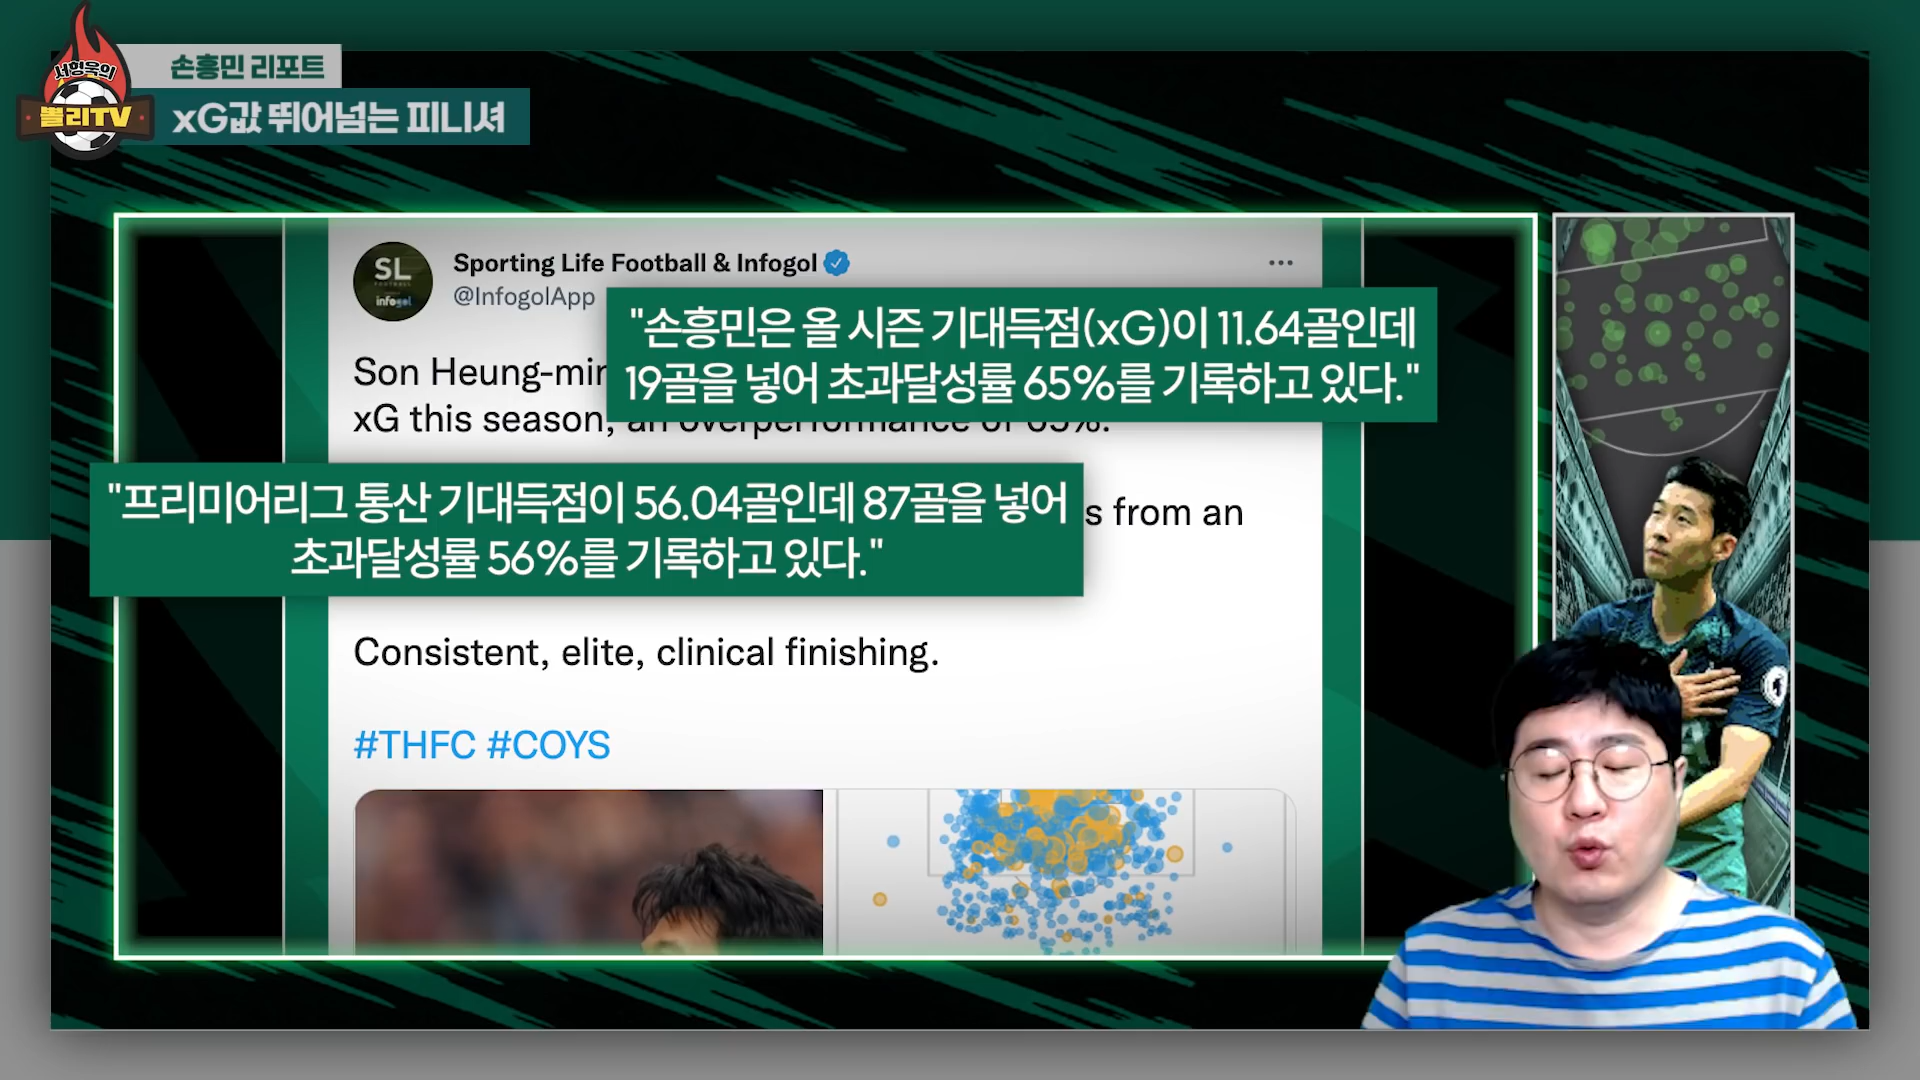 서형욱의
뽈리TV
손흥민 리포트
xG값 뛰어넘는 피니셔
SL
FOOTBALL
infogol
Sporting Life Football & Infogol
@InfogolApp
"손흥민은 올 시즌 기대득점(xG)이 11.64골인데
19골을 넣어 초과달성률 65%를 기록하고 있다."
Son Heung-min
xG this season, an overperformance of 65%.
"프리미어리그 통산 기대득점이 56.04골인데 87골을 넣어
초과달성률 56%를 기록하고 있다."
s from an
Consistent, elite, clinical finishing.
#THFC #COYS